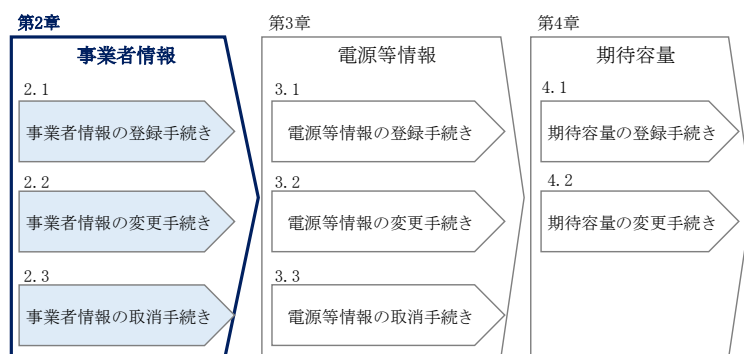 第2章
事業者情報
2.1
事業者情報の登録手続き
2.2
事業者情報の変更手続き
2.3
事業者情報の取消手続き
第3章
電源等情報
3.1
電源等情報の登録手続き
3.2
電源等情報の変更手続き
3.3
電源等情報の取消手続き
第4章
期待容量
4.1
期待容量の登録手続き
4.2
期待容量の変更手続き